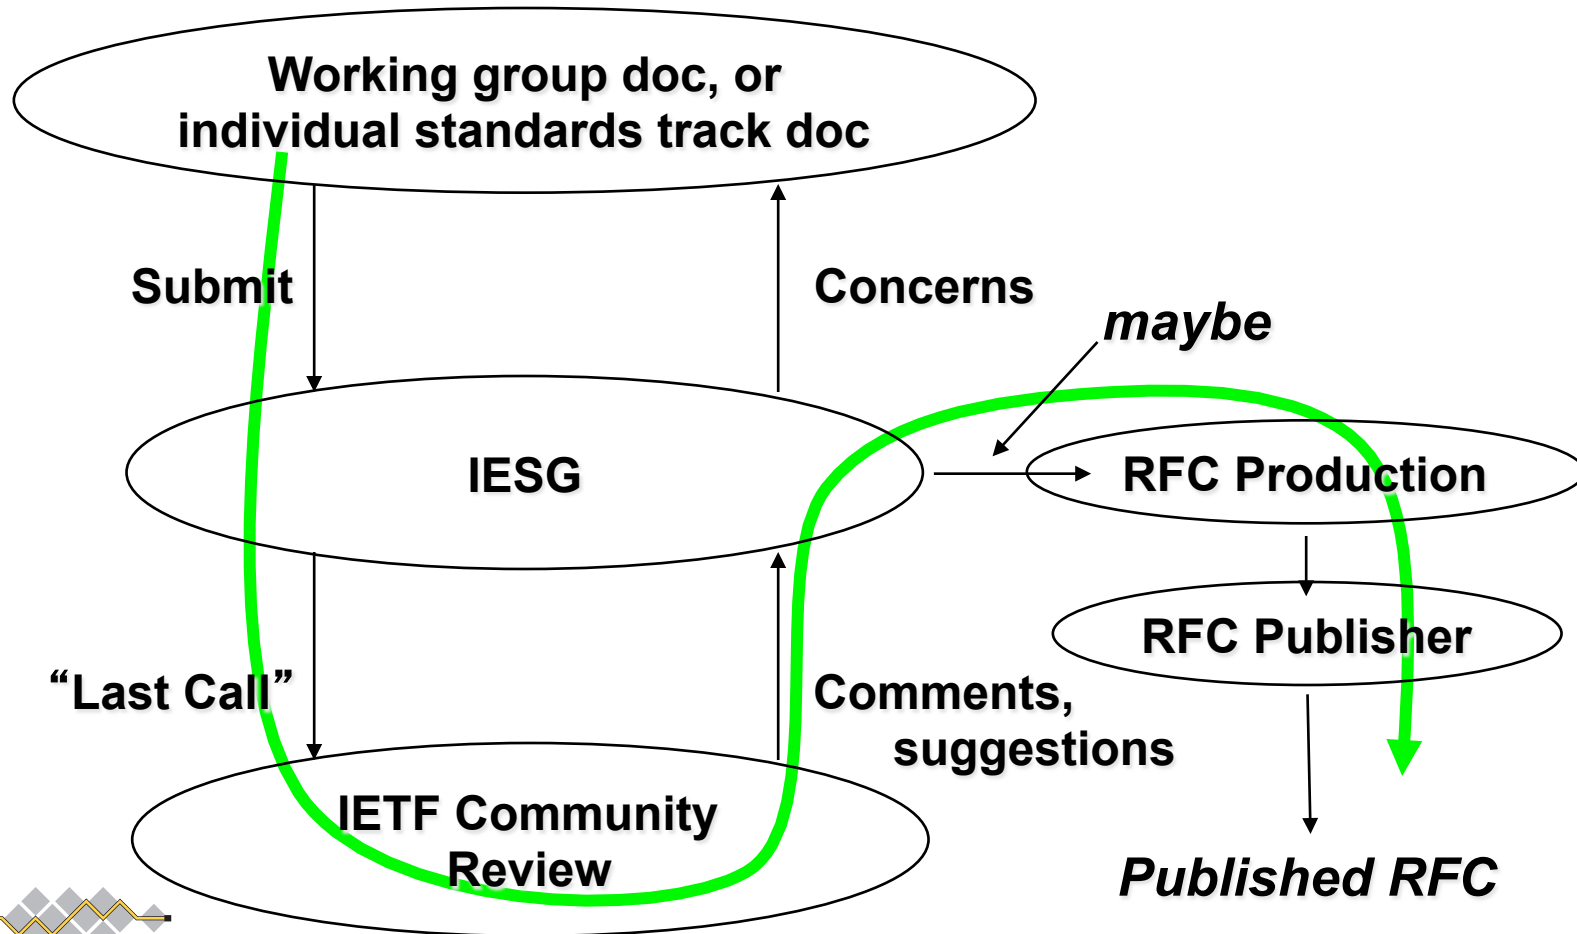 Working group doc, or
individual standards track doc
Submit
Concerns
maybe
IESG
RFC Production
RFC Publisher
“Last Call”
Comments,
suggestions
IETF Community
Review
Published RFC